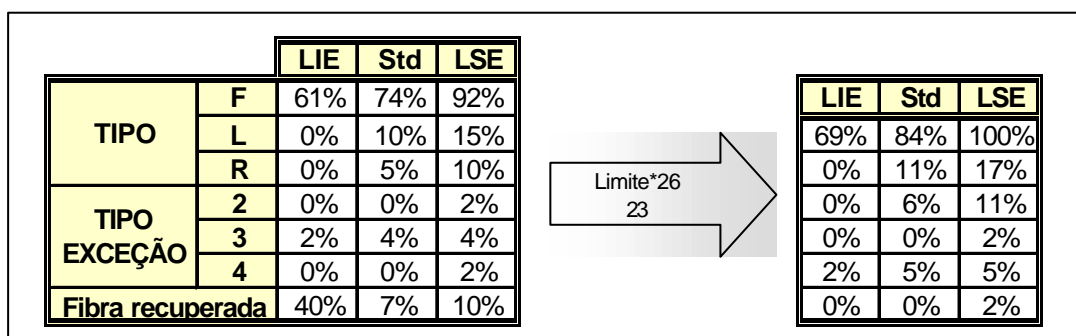 LIE Std LSE
TIPO F 61% 74% 92%
L 0% 10% 15%
R 0% 5% 10%
TIPO EXCEÇÃO 2 0% 0% 2%
3 2% 4% 4%
4 0% 0% 2%
Fibra recuperada 40% 7% 10%
Limite*26
23
LIE Std LSE
69% 84% 100%
0% 11% 17%
0% 6% 11%
0% 0% 2%
2% 5% 5%
0% 0% 2%